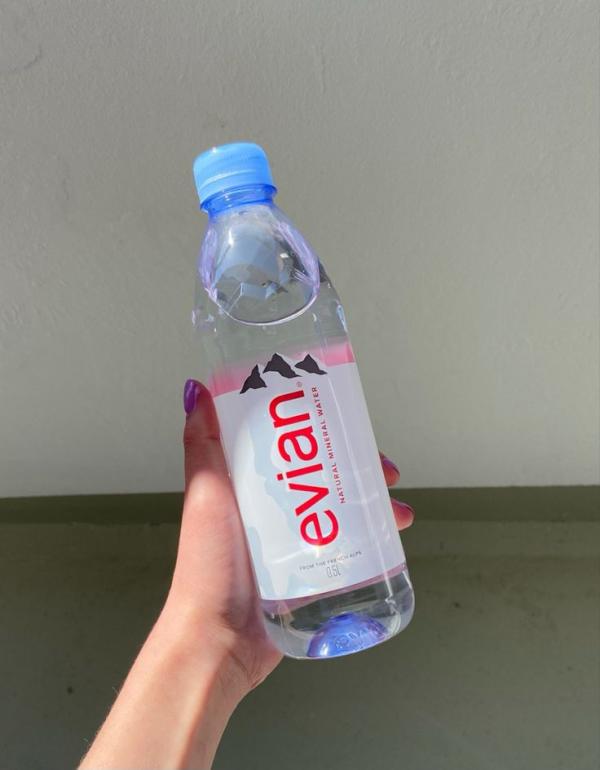 evian®
NATURAL MINERAL WATER
FROM THE FRENCH ALPS
0.5L